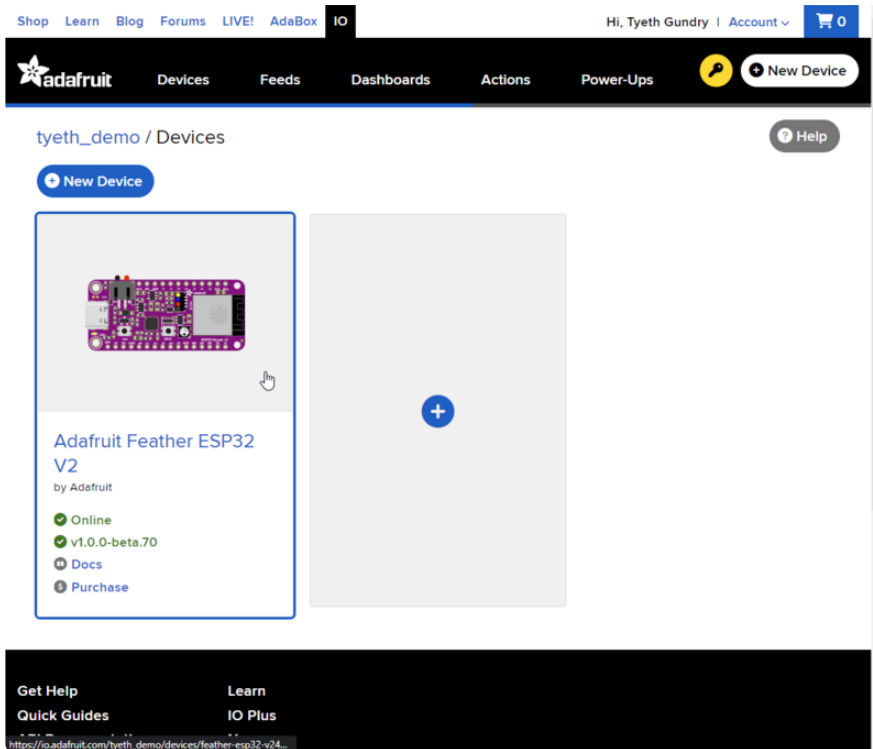 Shop Learn Blog Forums LIVE! AdaBox IO Hi, Tyeth Gundry | Account 0
adafruit Devices Feeds Dashboards Actions Power-Ups New Device
tyeth_demo / Devices Help
New Device
Adafruit Feather ESP32
V2
by Adafruit
Online
v1.0.0-beta.70
Docs
Purchase
Get Help Learn
Quick Guides IO Plus
https://io.adafruit.com/tyeth_demo/devices/feather-esp32-v24...